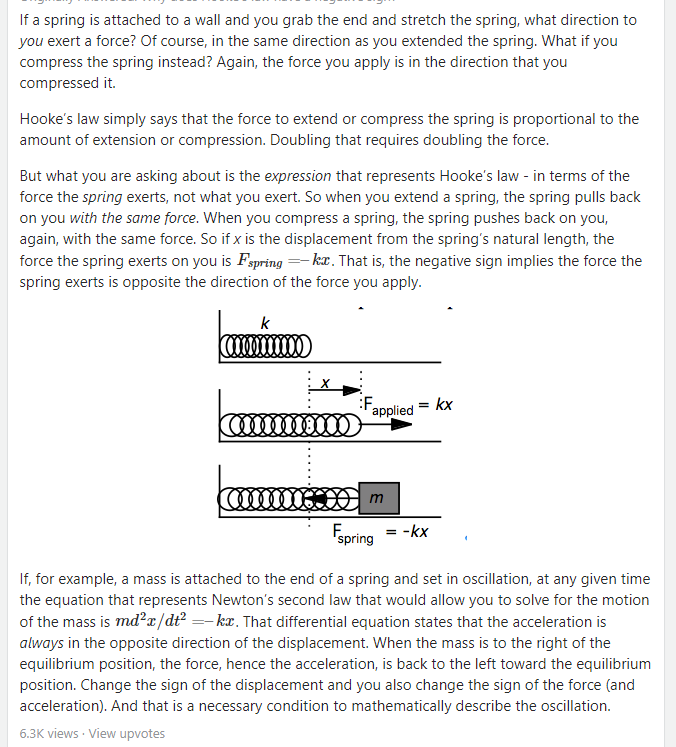 If a spring is attached to a wall and you grab the end and stretch the spring, what direction to
you exert a force? Of course, in the same direction as you extended the spring. What if you
compress the spring instead? Again, the force you apply is in the direction that you
compressed it.
Hooke's law simply says that the force to extend or compress the spring is proportional to the
amount of extension or compression. Doubling that requires doubling the force.
But what you are asking about is the expression that represents Hooke's law - in terms of the
force the spring exerts, not what you exert. So when you extend a spring, the spring pulls back
on you with the same force. When you compress a spring, the spring pushes back on you,
again, with the same force. So if x is the displacement from the spring's natural length, the
force the spring exerts on you is Fspring =−kx. That is, the negative sign implies the force the
spring exerts is opposite the direction of the force you apply.
k
x
Fapplied = kx
m
Fspring = -kx
If, for example, a mass is attached to the end of a spring and set in oscillation, at any given time
the equation that represents Newton's second law that would allow you to solve for the motion
of the mass is md²x/dt² =−kx. That differential equation states that the acceleration is
always in the opposite direction of the displacement. When the mass is to the right of the
equilibrium position, the force, hence the acceleration, is back to the left toward the equilibrium
position. Change the sign of the displacement and you also change the sign of the force (and
acceleration). And that is a necessary condition to mathematically describe the oscillation.
6.3K views · View upvotes